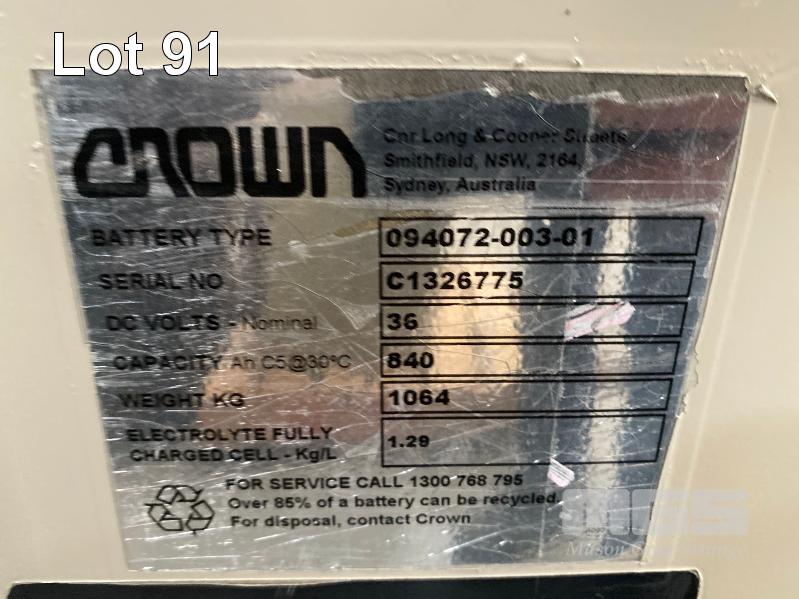 Lot 91
CROWN
Cnr Long & Cooper Streets
Smithfield, NSW, 2164,
Sydney, Australia
BATTERY TYPE 094072-003-01
SERIAL NO C1326775
DC VOLTS - Nominal 36
CAPACITY Ah C5@30°C 840
WEIGHT KG 1064
ELECTROLYTE FULLY
CHARGED CELL - Kg/L 1.29
FOR SERVICE CALL 1300 768 795
Over 85% of a battery can be recycled.
For disposal, contact Crown